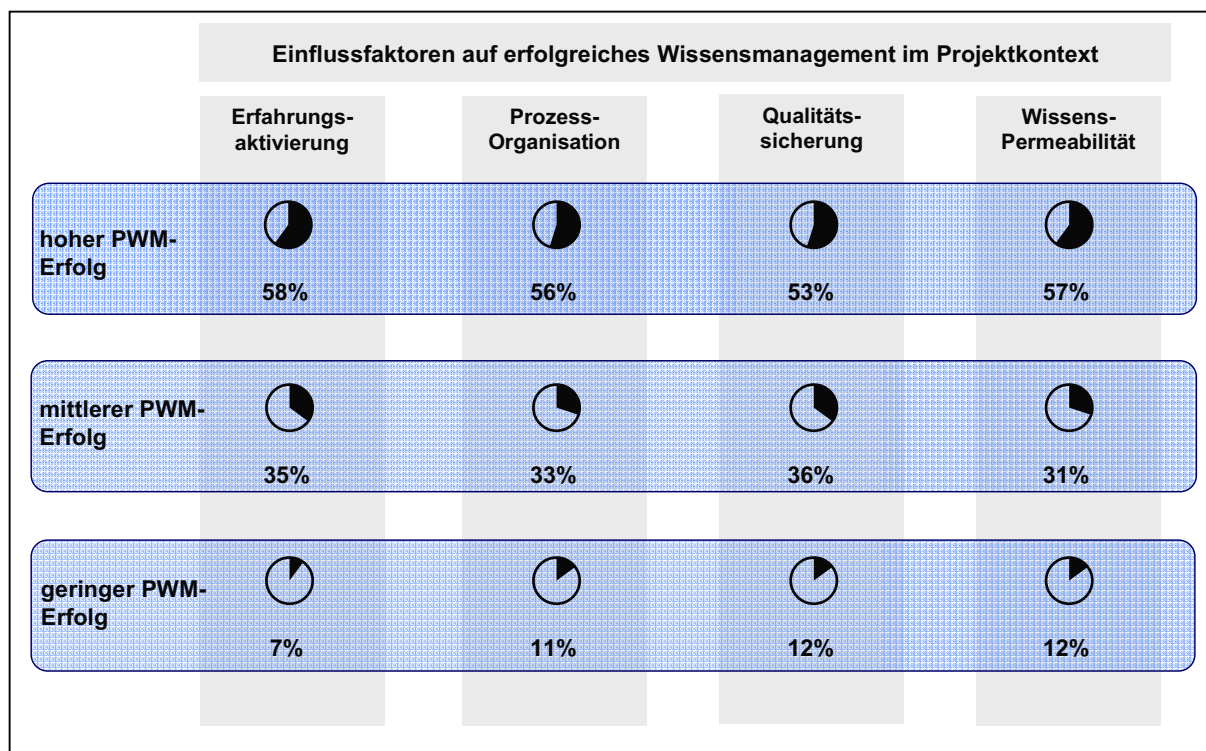 Einflussfaktoren auf erfolgreiches Wissensmanagement im Projektkontext
Erfahrungs-
aktivierung
Prozess-
Organisation
Qualitäts-
sicherung
Wissens-
Permeabilität
hoher PWM-
Erfolg
58%
56%
53%
57%
mittlerer PWM-
Erfolg
35%
33%
36%
31%
geringer PWM-
Erfolg
7%
11%
12%
12%